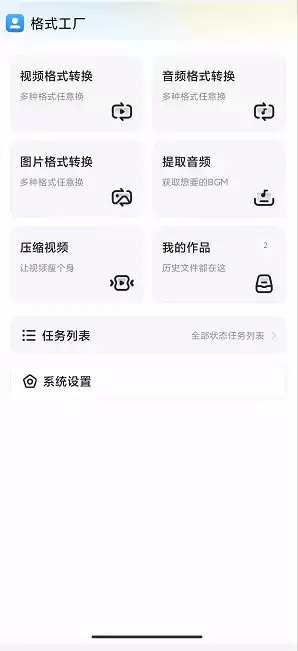 格式工厂
视频格式转换
多种格式任意换
音频格式转换
多种格式任意换
图片格式转换
多种格式任意换
提取音频
获取想要的BGM
压缩视频
让视频瘦个身
我的作品
2
历史文件都在这
任务列表
全部状态任务列表
系统设置